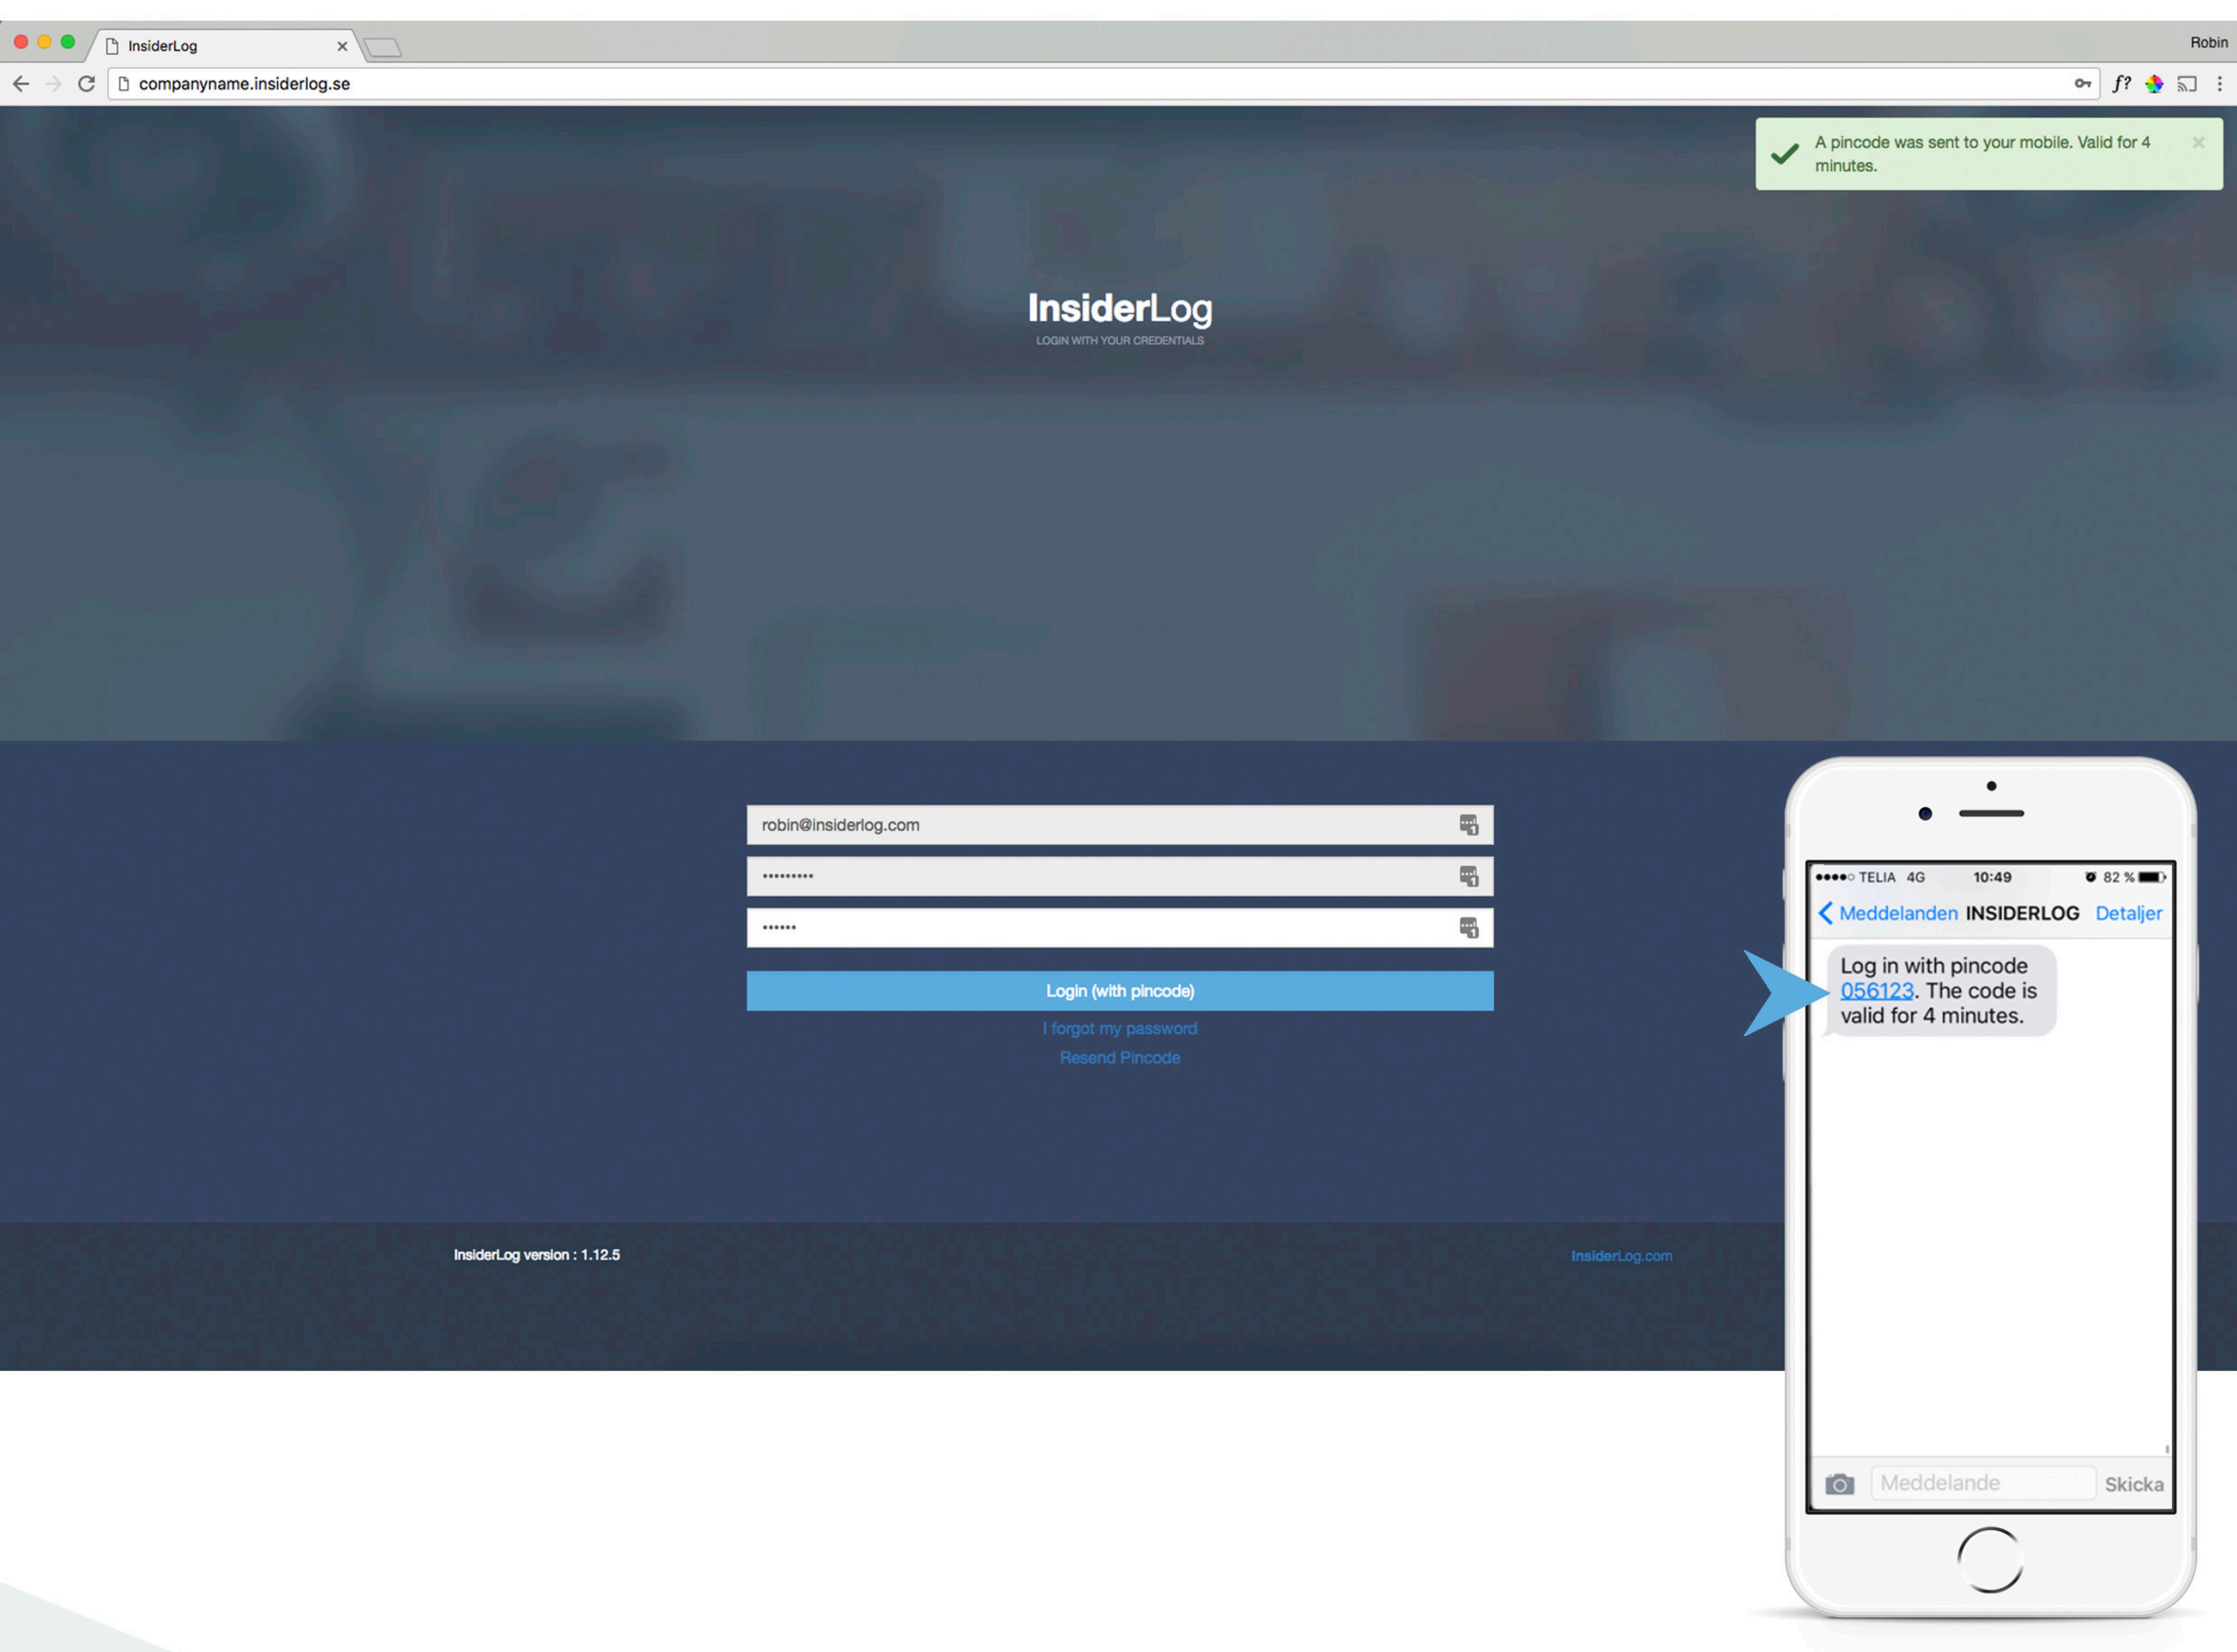 InsiderLog
Robin
companyname.insiderlog.se
f?
A pincode was sent to your mobile. Valid for 4
minutes.
InsiderLog
LOGIN WITH YOUR CREDENTIALS
robin@insiderlog.com
•••••••••
••••••
Login (with pincode)
I forgot my password
Resend Pincode
InsiderLog version : 1.12.5
InsiderLog.com
TELIA 4G 10:49 82 %
Meddelanden INSIDERLOG Detaljer
Log in with pincode
056123. The code is
valid for 4 minutes.
Meddelande Skicka